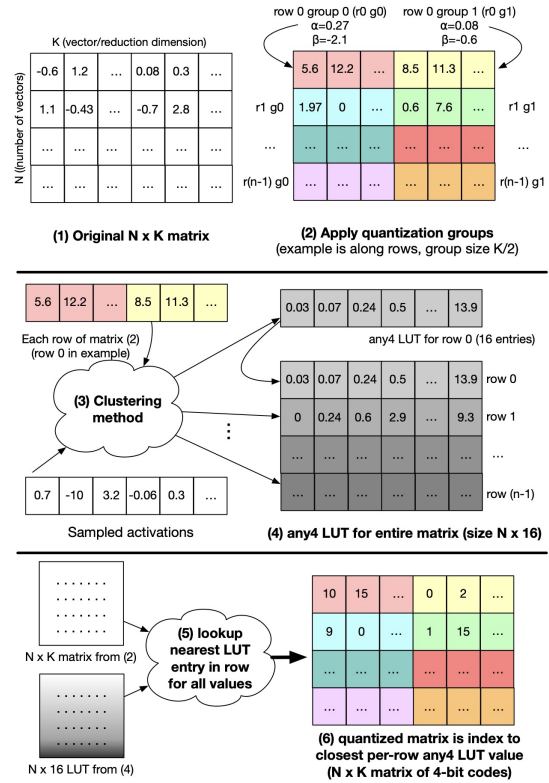 K (vector/reduction dimension)
N ((number of vectors)
-0.6 1.2 ... 0.08 0.3 ...
1.1 -0.43 ... -0.7 2.8 ...
... ... ... ... ... ...
... ... ... ... ... ...
(1) Original N x K matrix
row 0 group 0 (r0 g0)
α=0.27
β=-2.1
row 0 group 1 (r0 g1)
α=0.08
β=-0.6
5.6 12.2 ... 8.5 11.3 ...
r1 g0 1.97 0 ... 0.6 7.6 ... r1 g1
... ... ... ... ... ... ... ...
r(n-1) g0 ... ... ... ... ... ... r(n-1) g1
(2) Apply quantization groups
(example is along rows, group size K/2)
5.6 12.2 ... 8.5 11.3 ...
Each row of matrix (2)
(row 0 in example)
(3) Clustering
method
0.7 -10 3.2 -0.06 0.3 ...
Sampled activations
0.03 0.07 0.24 0.5 ... 13.9
any4 LUT for row 0 (16 entries)
0.03 0.07 0.24 0.5 ... 13.9 row 0
0 0.24 0.6 2.9 ... 9.3 row 1
... ... ... ... ... ... ...
... ... ... ... ... ... row (n-1)
(4) any4 LUT for entire matrix (size N x 16)
N x K matrix from (2)
N x 16 LUT from (4)
(5) lookup
nearest LUT
entry in row
for all values
10 15 ... 0 2 ...
9 0 ... 1 15 ...
... ... ... ... ... ...
... ... ... ... ... ...
(6) quantized matrix is index to
closest per-row any4 LUT value
(N x K matrix of 4-bit codes)